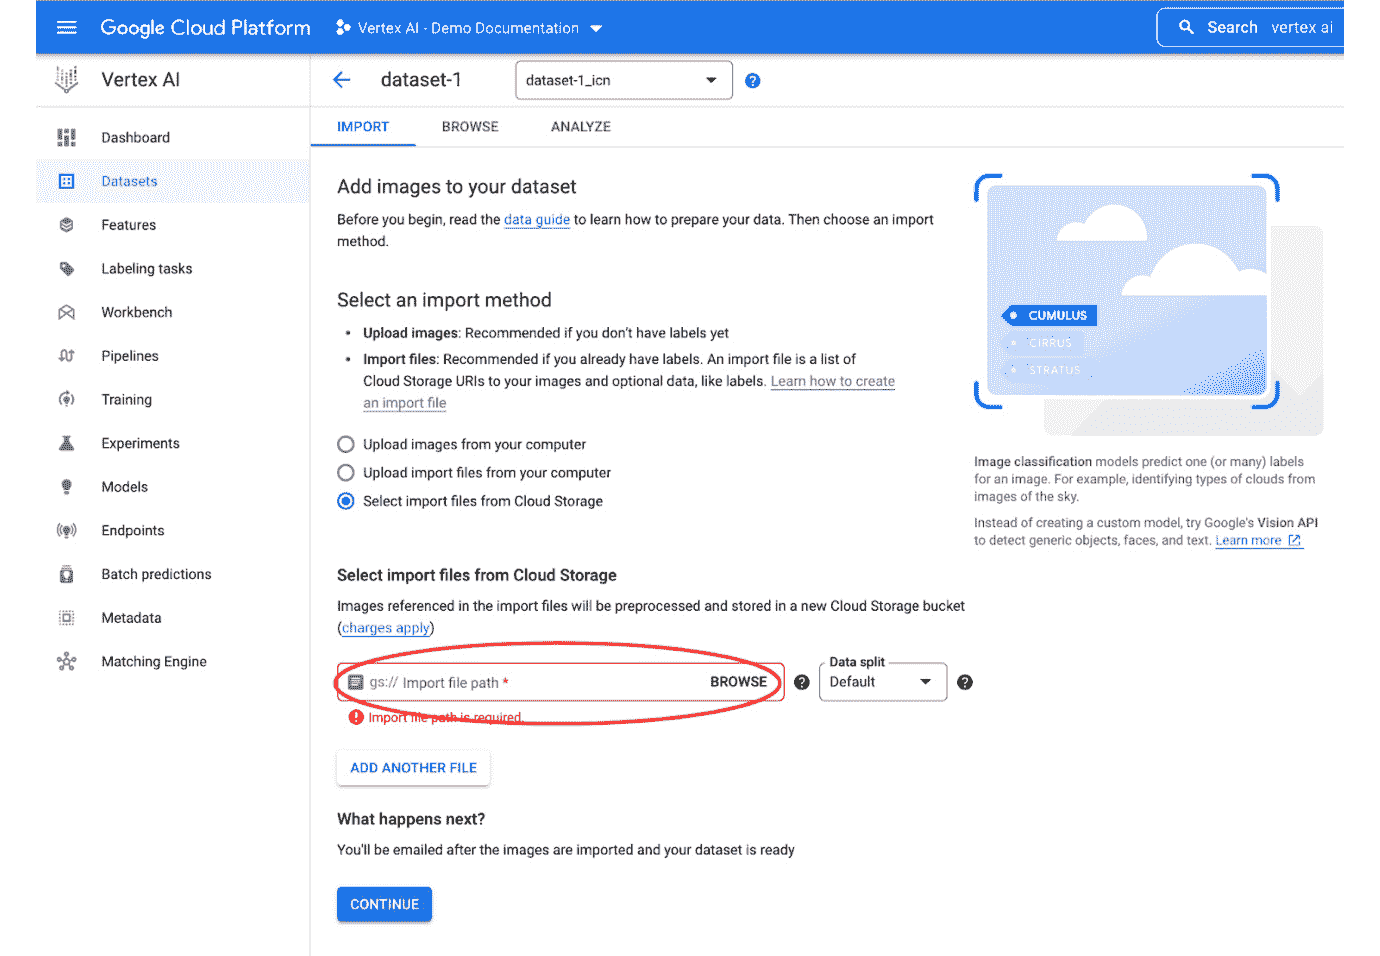 Google Cloud Platform
Vertex AI - Demo Documentation
Search vertex ai
Vertex AI
dataset-1
dataset-1_icn
Dashboard
Datasets
Features
Labeling tasks
Workbench
Pipelines
Training
Experiments
Models
Endpoints
Batch predictions
Metadata
Matching Engine
IMPORT
BROWSE
ANALYZE
Add images to your dataset
Before you begin, read the data guide to learn how to prepare your data. Then choose an import
method.
Select an import method
• Upload images: Recommended if you don't have labels yet
• Import files: Recommended if you already have labels. An import file is a list of
Cloud Storage URIs to your images and optional data, like labels. Learn how to create
an import file
Upload images from your computer
Upload import files from your computer
Select import files from Cloud Storage
Select import files from Cloud Storage
Images referenced in the import files will be preprocessed and stored in a new Cloud Storage bucket
(charges apply)
gs:// Import file path *
BROWSE
Data split
Default
Import file path is required.
ADD ANOTHER FILE
What happens next?
You'll be emailed after the images are imported and your dataset is ready
CONTINUE
CUMULUS
CIRRUS
STRATUS
Image classification models predict one (or many) labels
for an image. For example, identifying types of clouds from
images of the sky.
Instead of creating a custom model, try Google's Vision API
to detect generic objects, faces, and text. Learn more